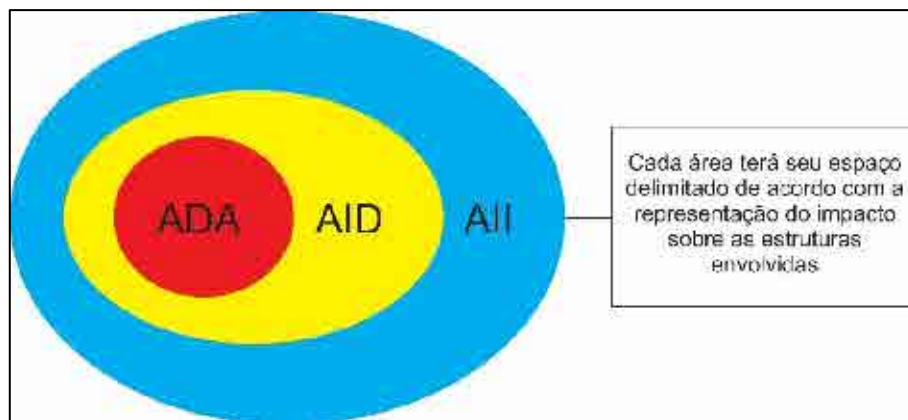 ADA
AID
AII
Cada área terá seu espaço
delimitado de acordo com a
representação do impacto
sobre as estruturas
envolvidas